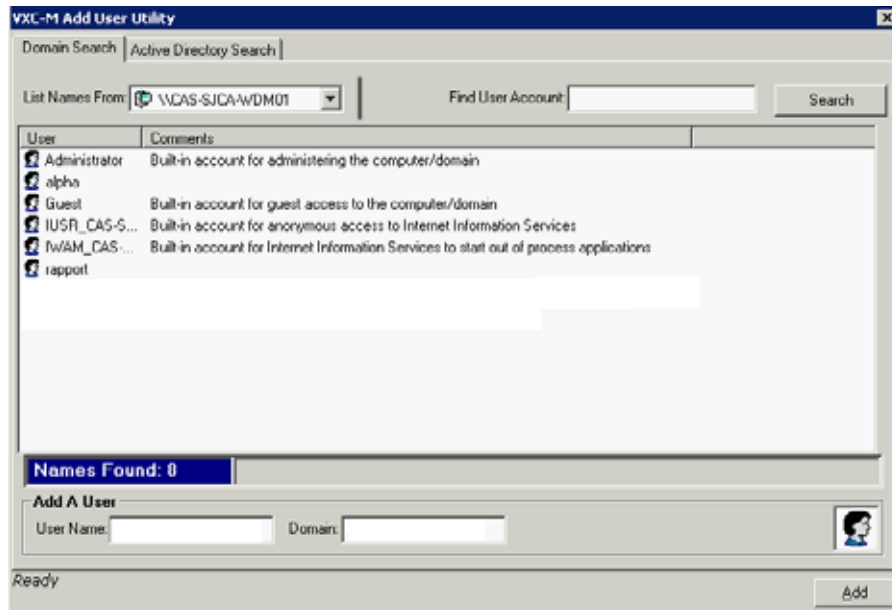 VXC-M Add User Utility
Domain Search Active Directory Search
List Names From: \\CAS-SJCA-WDM01 Find User Account: Search
User Comments
Administrator Built-in account for administering the computer/domain
alpha
Guest Built-in account for guest access to the computer/domain
IUSR_CAS-S... Built-in account for anonymous access to Internet Information Services
IWAM_CAS-... Built-in account for Internet Information Services to start out of process applications
rapport
Names Found: 8
Add A User
User Name: Domain:
Ready
Add